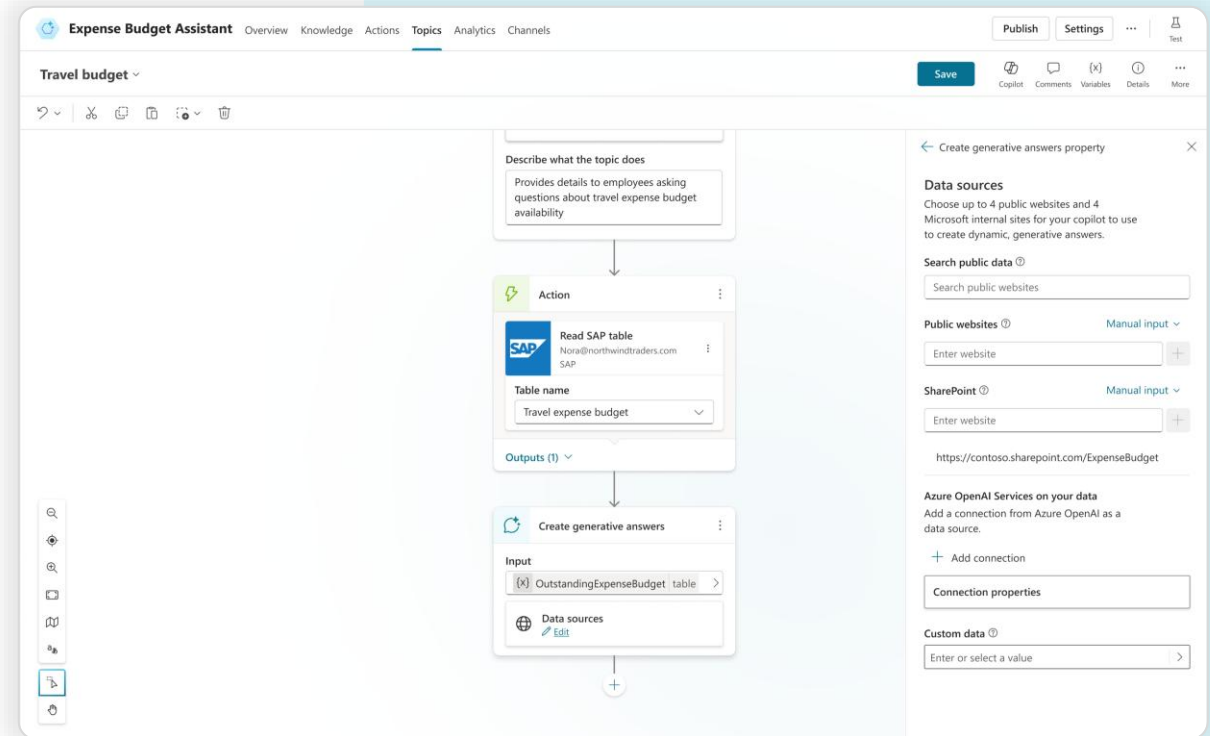 Expense Budget Assistant Overview Knowledge Actions Topics Analytics Channels
Publish Settings ... Test
Travel budget
Save Copilot Comments {x} Variables Details ... More
Describe what the topic does
Provides details to employees asking
questions about travel expense budget
availability
Action
SAP
Read SAP table
Nora@northwindtraders.com
SAP
Table name
Travel expense budget
Outputs (1)
Create generative answers
Input
{x} OutstandingExpenseBudget table
Data sources
Edit
Create generative answers property
Data sources
Choose up to 4 public websites and 4
Microsoft internal sites for your copilot to use
to create dynamic, generative answers.
Search public data
Search public websites
Public websites Manual input
Enter website
SharePoint Manual input
Enter website
https://contoso.sharepoint.com/ExpenseBudget
Azure OpenAI Services on your data
Add a connection from Azure OpenAI as a
data source.
Add connection
Connection properties
Custom data
Enter or select a value